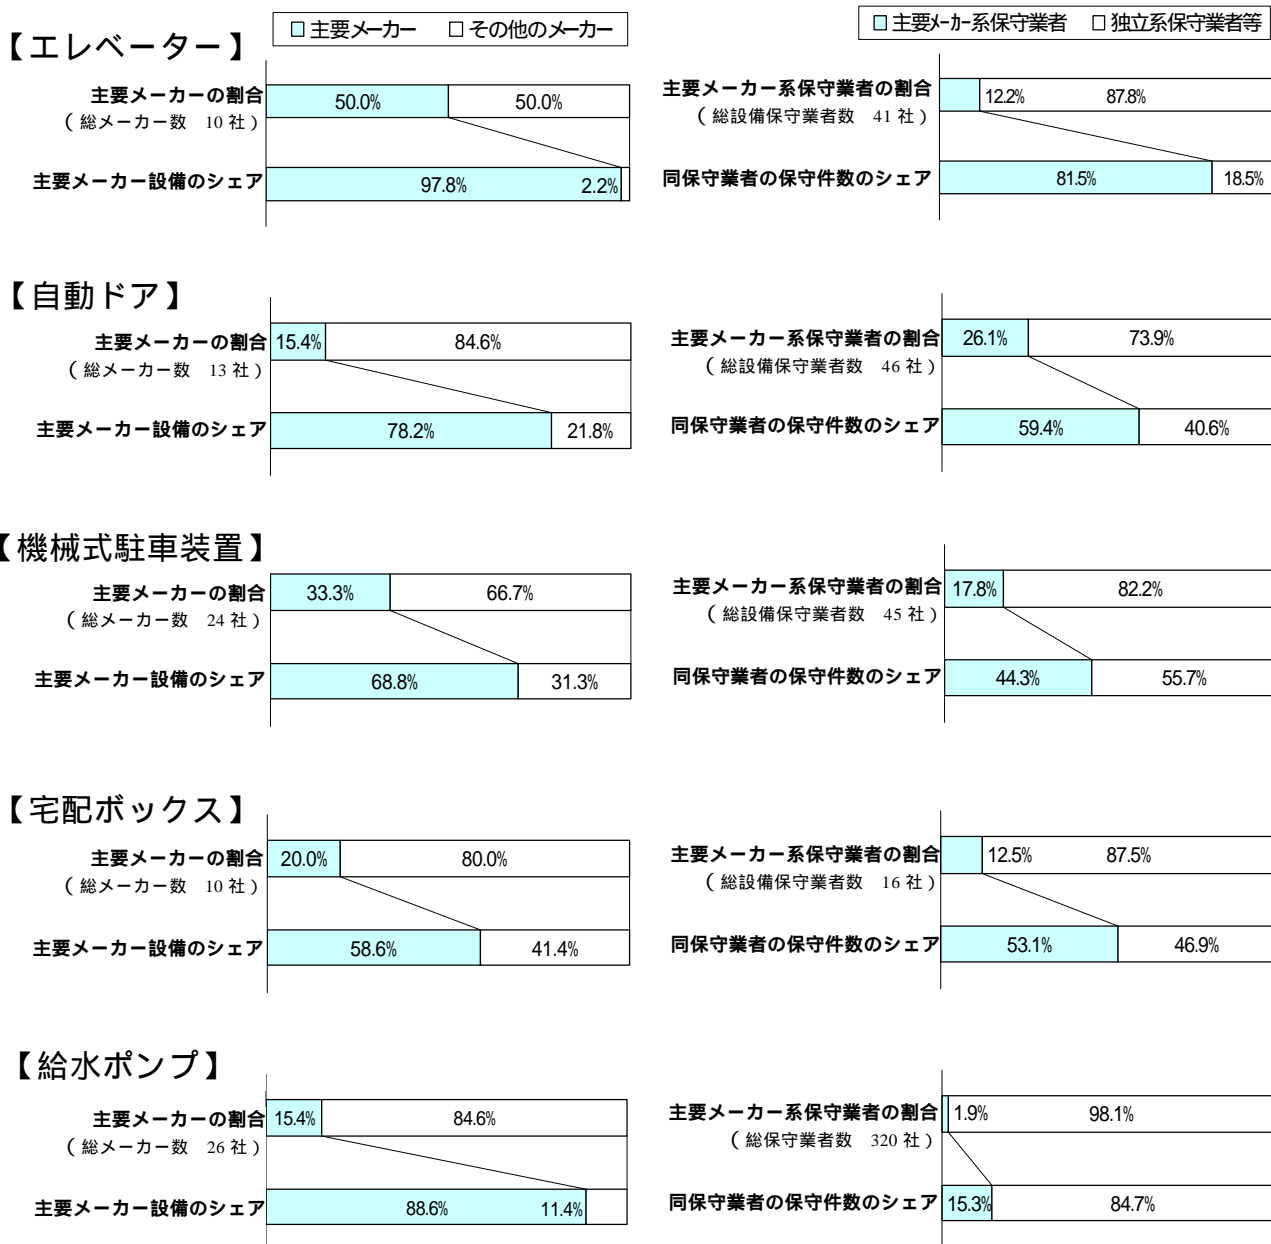 □ 主要メーカー □ その他のメーカー
□ 主要メーカー系保守業者 □ 独立系保守業者等
【エレベーター】
主要メーカーの割合 50.0% 50.0%
（総メーカー数 10社）
主要メーカー設備のシェア 97.8% 2.2%
主要メーカー系保守業者の割合 12.2% 87.8%
（総設備保守業者数 41社）
同保守業者の保守件数のシェア 81.5% 18.5%
【自動ドア】
主要メーカーの割合 15.4% 84.6%
（総メーカー数 13社）
主要メーカー設備のシェア 78.2% 21.8%
主要メーカー系保守業者の割合 26.1% 73.9%
（総設備保守業者数 46社）
同保守業者の保守件数のシェア 59.4% 40.6%
【機械式駐車装置】
主要メーカーの割合 33.3% 66.7%
（総メーカー数 24社）
主要メーカー設備のシェア 68.8% 31.3%
主要メーカー系保守業者の割合 17.8% 82.2%
（総設備保守業者数 45社）
同保守業者の保守件数のシェア 44.3% 55.7%
【宅配ボックス】
主要メーカーの割合 20.0% 80.0%
（総メーカー数 10社）
主要メーカー設備のシェア 58.6% 41.4%
主要メーカー系保守業者の割合 12.5% 87.5%
（総設備保守業者数 16社）
同保守業者の保守件数のシェア 53.1% 46.9%
【給水ポンプ】
主要メーカーの割合 15.4% 84.6%
（総メーカー数 26社）
主要メーカー設備のシェア 88.6% 11.4%
主要メーカー系保守業者の割合 1.9% 98.1%
（総保守業者数 320社）
同保守業者の保守件数のシェア 15.3% 84.7%